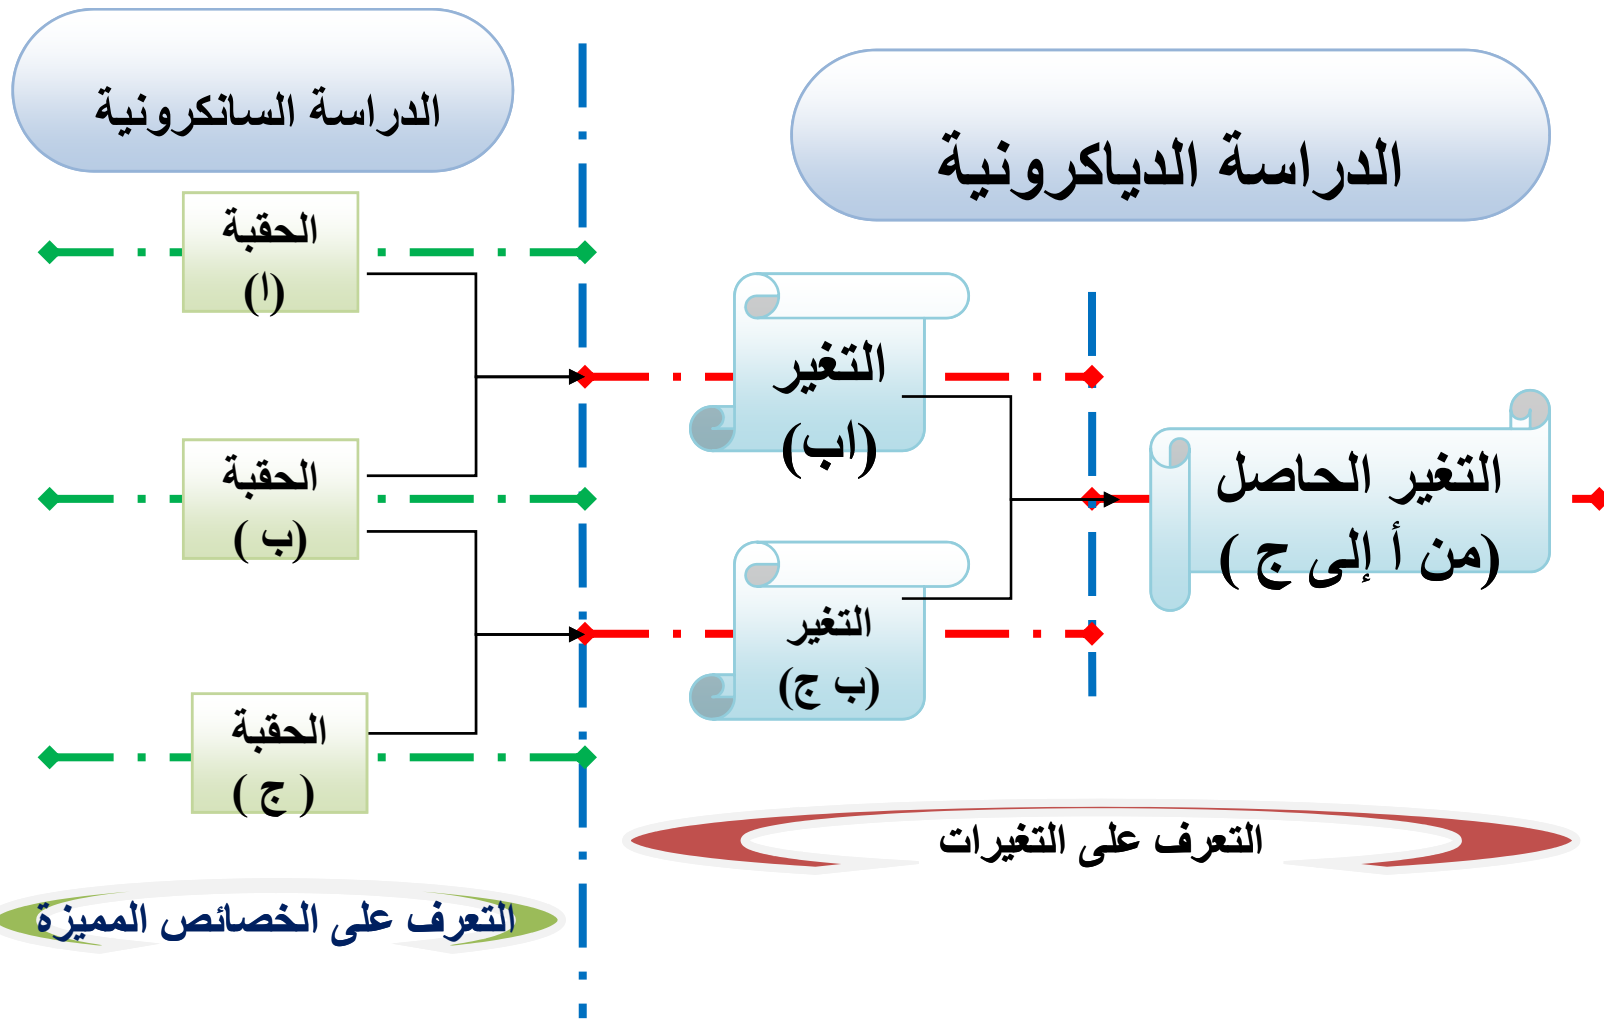 الدراسة السانكرونية
الدراسة الدياكرونية
الحقبة
(ا)
الحقبة
(ب )
الحقبة
( ج )
التغير
(اب)
التغير
(ب ج)
التغير الحاصل
(من أ إلى ج )
التعرف على التغيرات
التعرف على الخصائص المميزة